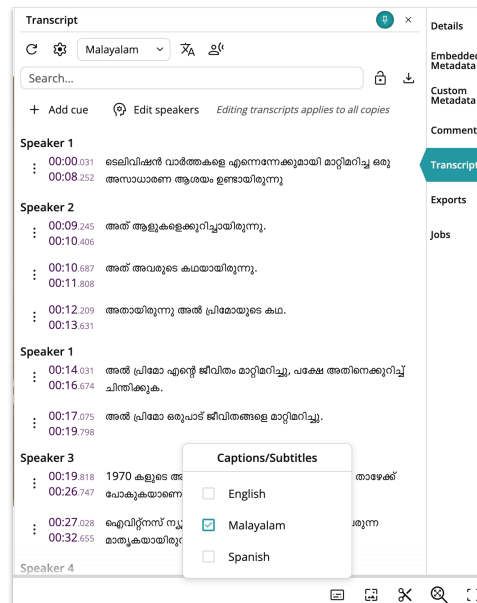 Transcript
Malayalam
Search...
Add cue
Edit speakers
Editing transcripts applies to all copies
Speaker 1
00:00.031
00:08.252
ടെലിവിഷൻ വാർത്തകളെ എന്നെന്നേക്കുമായി മാറ്റിമറിച്ച ഒരു
അസാധാരണ ആശയം ഉണ്ടായിരുന്നു
Speaker 2
00:09.245
00:10.406
അത് ആളുകളെക്കുറിച്ചായിരുന്നു.
00:10.687
00:11.808
അത് അവരുടെ കഥയായിരുന്നു.
00:12.209
00:13.631
അതായിരുന്നു അൽ പ്രിമോയുടെ കഥ.
Speaker 1
00:14.031
00:16.674
അൽ പ്രിമോ എന്റെ ജീവിതം മാറ്റിമറിച്ചു, പക്ഷേ അതിനെക്കുറിച്ച്
ചിന്തിക്കുക.
00:17.075
00:19.798
അൽ പ്രിമോ ഒരുപാട് ജീവിതങ്ങളെ മാറ്റിമറിച്ചു.
Speaker 3
00:19.818
00:26.747
1970 കളുടെ താഴേക്ക്
00:27.028
00:32.655
ഐവിറ്റ്നസ്
Speaker 4
Captions/Subtitles
English
Malayalam
Spanish
Details
Embedded
Metadata
Custom
Metadata
Comment
Transcript
Exports
Jobs